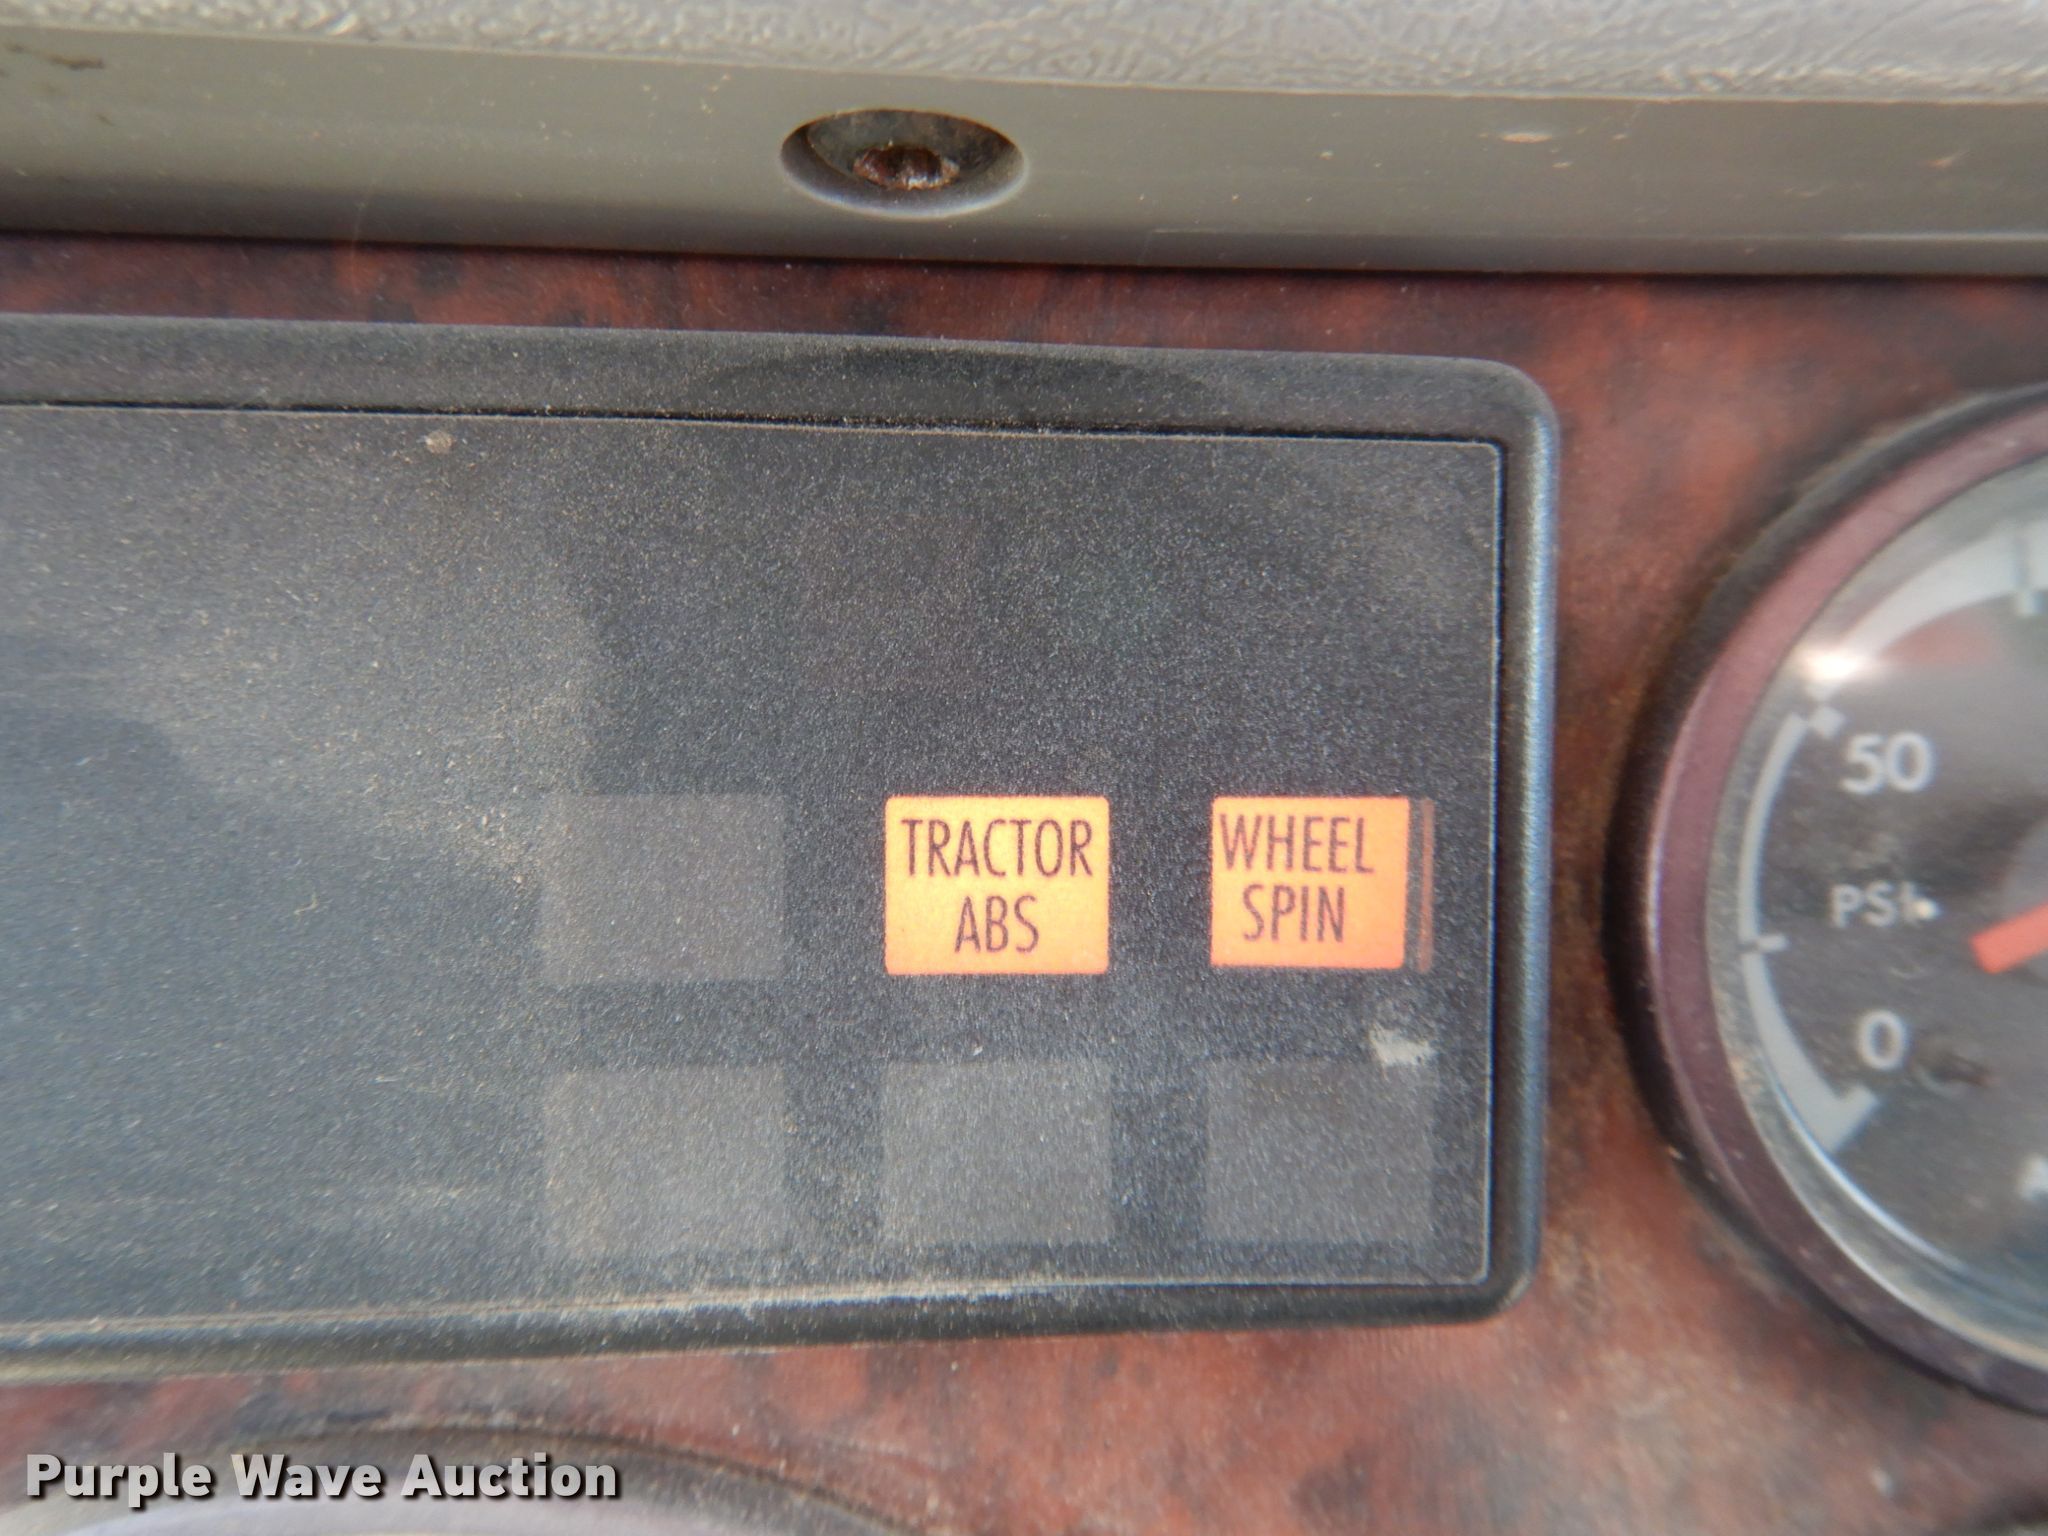 TRACTOR
ABS
WHEEL
SPIN
50
PSI
0
Purple Wave Auction